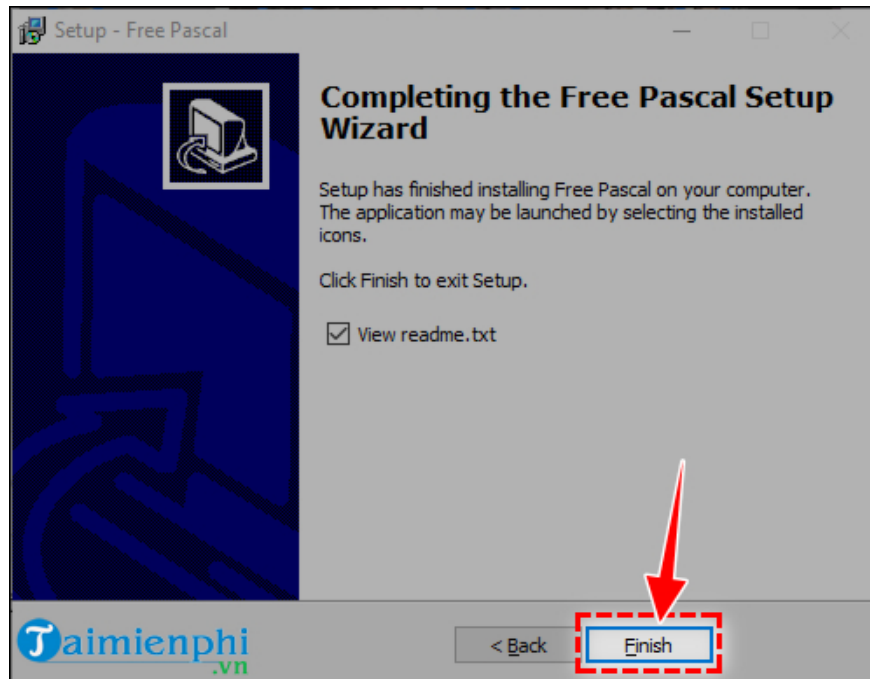 Setup - Free Pascal
Completing the Free Pascal Setup
Wizard
Setup has finished installing Free Pascal on your computer.
The application may be launched by selecting the installed
icons.
Click Finish to exit Setup.
View readme.txt
Taimienphi
.vn
< Back
Finish